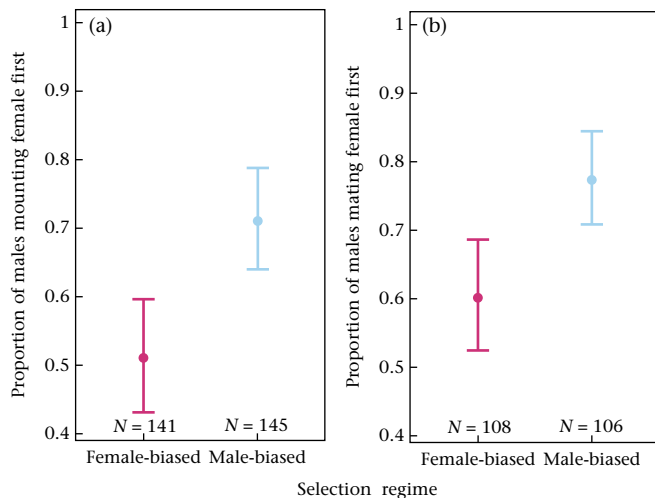 (a)
Proportion of males mounting female first
1
0.9
0.8
0.7
0.6
0.5
0.4
N = 141
N = 145
Female-biased
Male-biased
(b)
Proportion of males mating female first
1
0.9
0.8
0.7
0.6
0.5
0.4
N = 108
N = 106
Female-biased
Male-biased
Selection regime